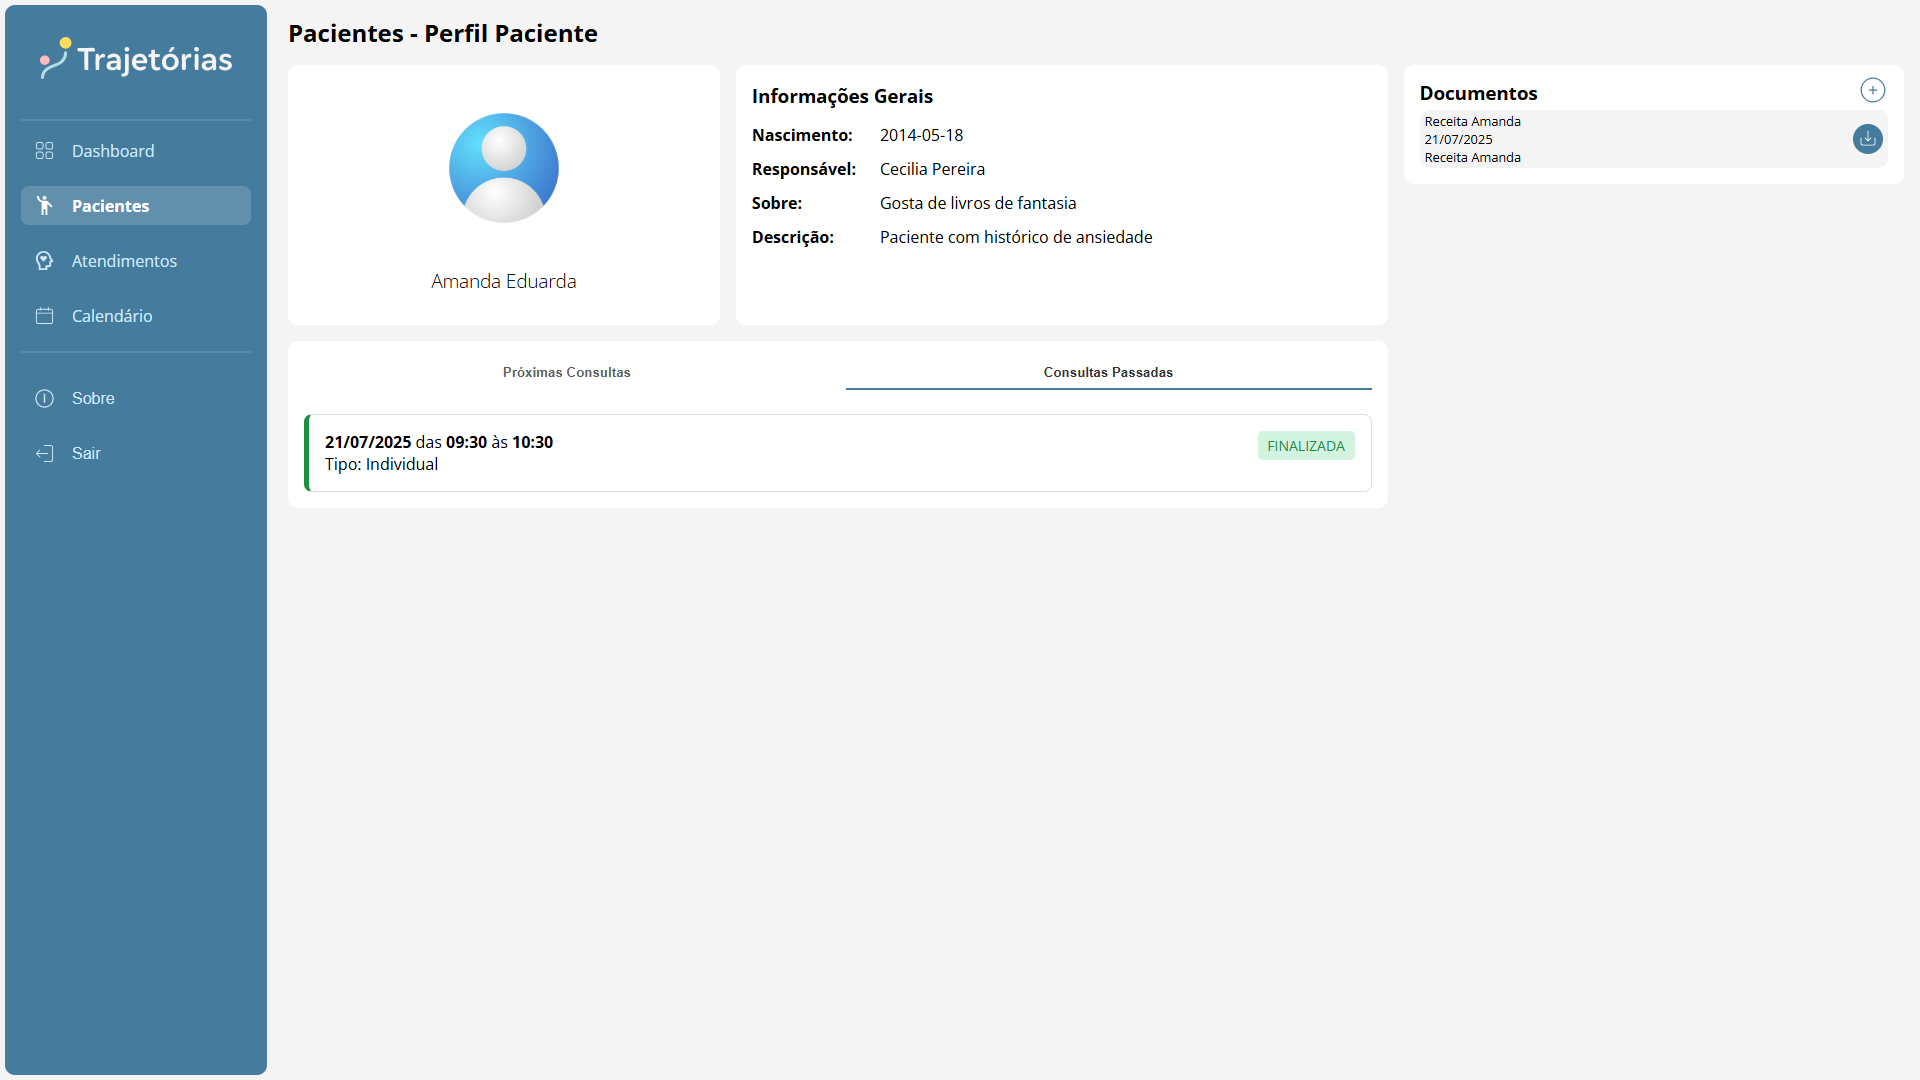 Trajetórias
Dashboard
Pacientes
Atendimentos
Calendário
Sobre
Sair
Pacientes - Perfil Paciente
Amanda Eduarda
Informações Gerais
Nascimento: 2014-05-18
Responsável: Cecilia Pereira
Sobre: Gosta de livros de fantasia
Descrição: Paciente com histórico de ansiedade
Próximas Consultas
Consultas Passadas
21/07/2025 das 09:30 às 10:30
Tipo: Individual
FINALIZADA
Documentos
Receita Amanda
21/07/2025
Receita Amanda